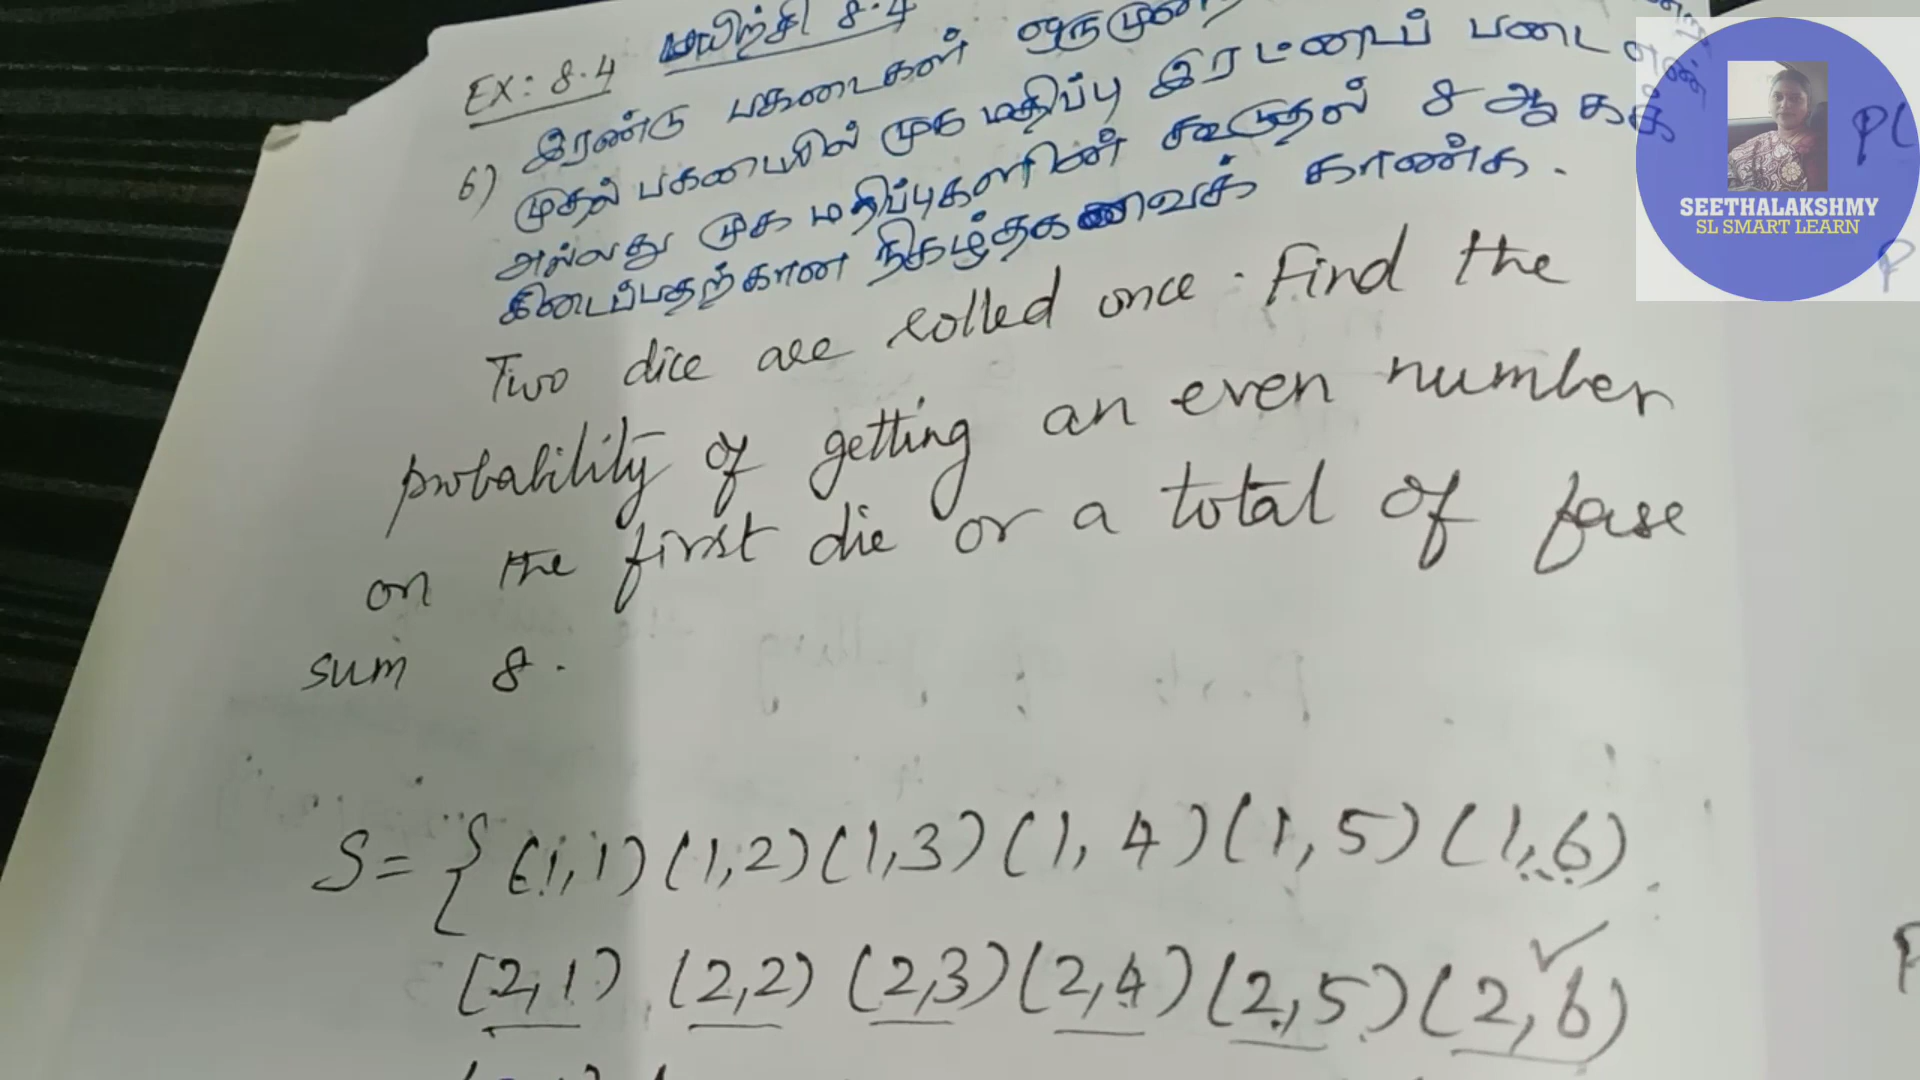 EX: 8.4 பயிற்சி 8.4
6) இரண்டு பகடைகள்
முதல் பகடையில் முக மதிப்பு இரட்டைப் படை எண்
அல்லது முக மதிப்புகளின் கூடுதல் 8 ஆகக்
கிடைப்பதற்கான நிகழ்தகவைக் காண்க.
Two dice are rolled once. Find the
probability of getting an even number
on the first die or a total of fase
sum 8.
S = { (1,1) (1,2) (1,3) (1,4) (1,5) (1,6)
(2,1) (2,2) (2,3) (2,4) (2,5) (2,6)
SEETHALAKSHMY
SL SMART LEARN